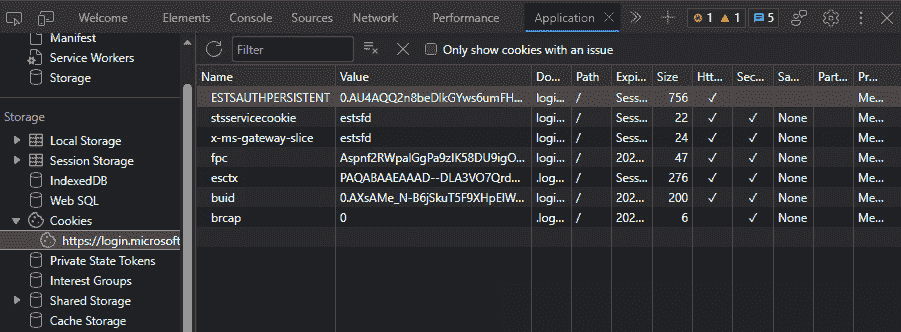 Welcome Elements Console Sources Network Performance Application 1 1 5
Manifest
Service Workers
Storage
Filter Only show cookies with an issue
Name Value Do... Path Expi... Size Htt... Sec... Sa... Part... Pr...
ESTSAUTHPERSISTENT 0.AU4AQQ2n8beDlkGYws6umFH... logi... / Sess... 756 ✓ Me...
stsservicecookie estsfd logi... / Sess... 22 ✓ ✓ None Me...
x-ms-gateway-slice estsfd logi... / Sess... 24 ✓ ✓ None Me...
fpc Aspnf2RWpalGgPa9zIK58DU9igO... logi... / 202... 47 ✓ ✓ None Me...
esctx PAQABAAEAAAD--DLA3VO7Qrd... .log... / Sess... 276 ✓ ✓ None Me...
buid 0.AXsAMe_N-B6jSkuT5F9XHpElW... logi... / 202... 200 ✓ ✓ None Me...
brcap 0 .log... / 202... 6 ✓ None Me...
Storage
Local Storage
Session Storage
IndexedDB
Web SQL
Cookies
https://login.microsoft
Private State Tokens
Interest Groups
Shared Storage
Cache Storage